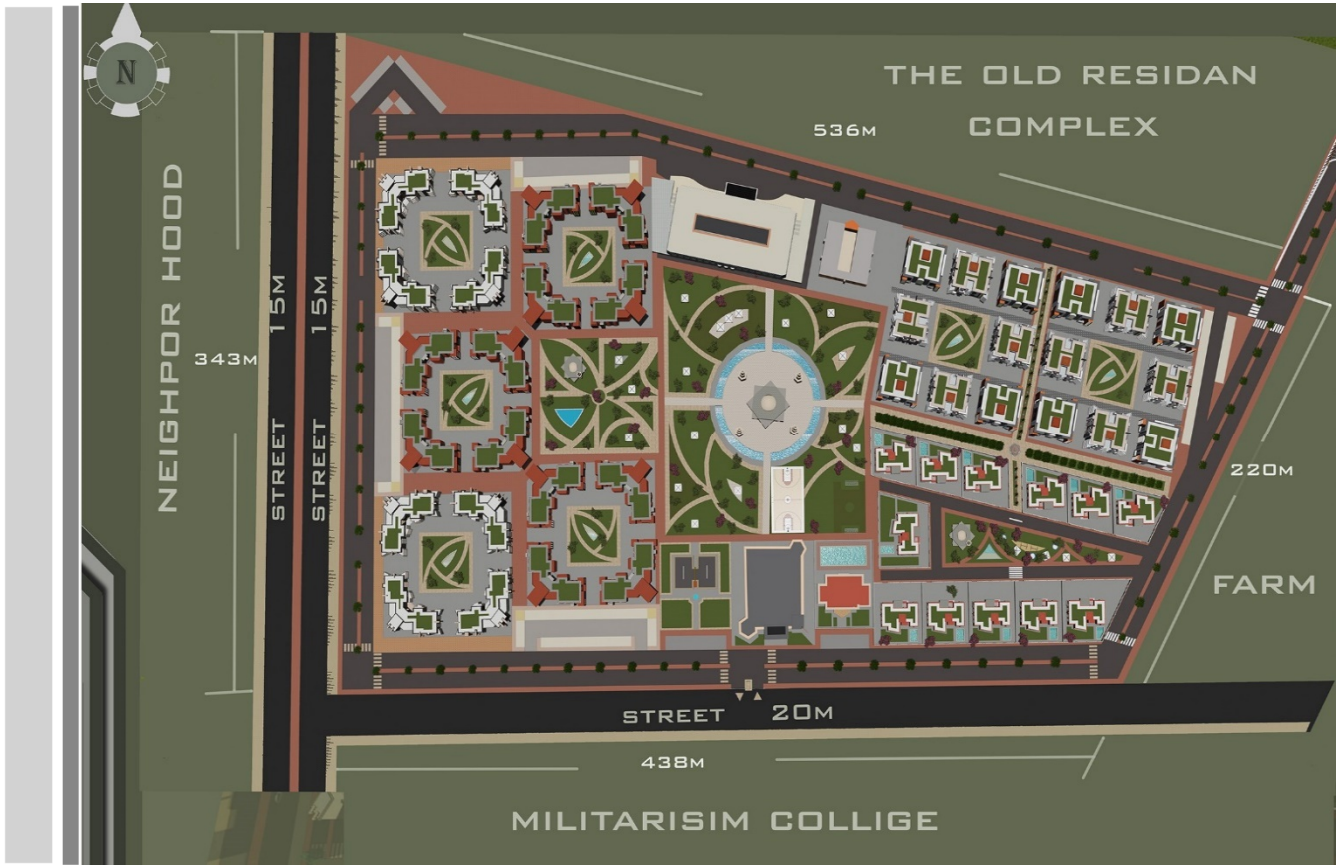 N
THE OLD RESIDAN
COMPLEX
536M
NEIGHPOR HOOD
343M
STREET 15M
STREET 15M
220M
FARM
STREET 20M
438M
MILITARISIM COLLIGE